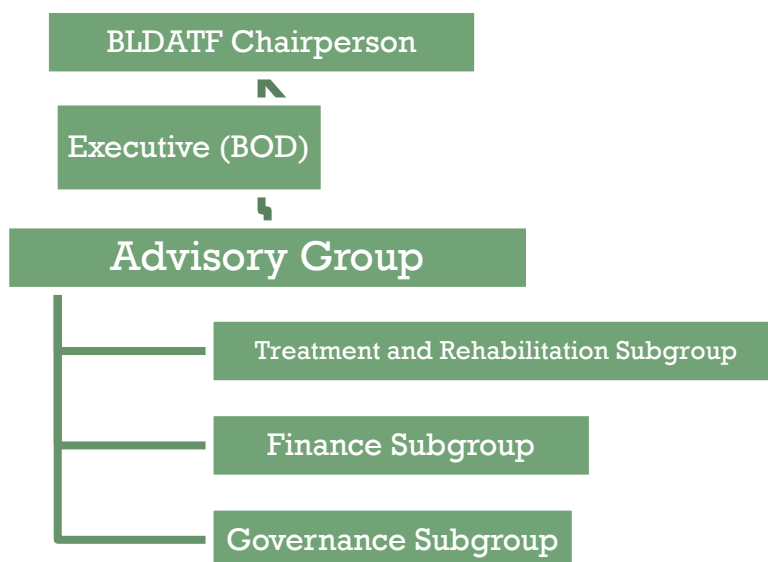 BLDATF Chairperson
Executive (BOD)
Advisory Group
Treatment and Rehabilitation Subgroup
Finance Subgroup
Governance Subgroup